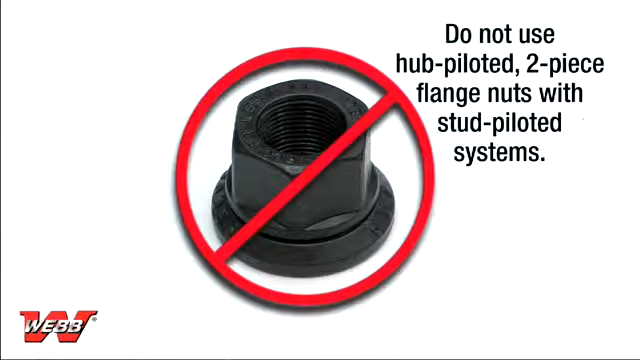 Do not use
hub-piloted, 2-piece
flange nuts with
stud-piloted
systems.
WEBB®